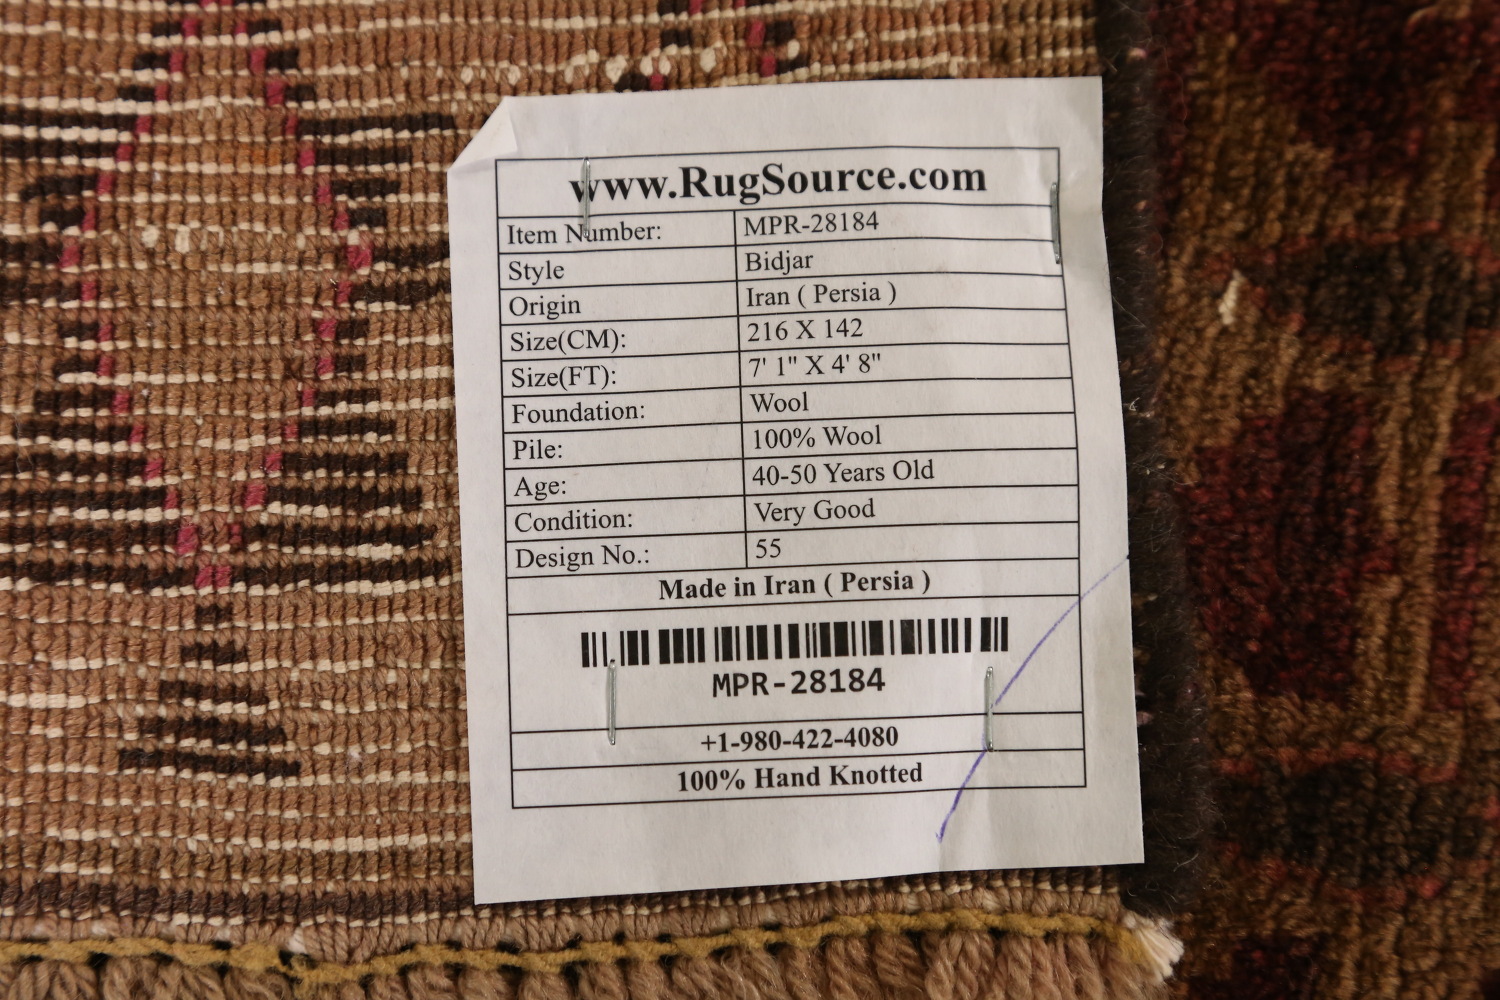 www.RugSource.com
Item Number: MPR-28184
Style Bidjar
Origin Iran ( Persia )
Size(CM): 216 X 142
Size(FT): 7' 1" X 4' 8"
Foundation: Wool
Pile: 100% Wool
Age: 40-50 Years Old
Condition: Very Good
Design No.: 55
Made in Iran ( Persia )
MPR-28184
+1-980-422-4080
100% Hand Knotted